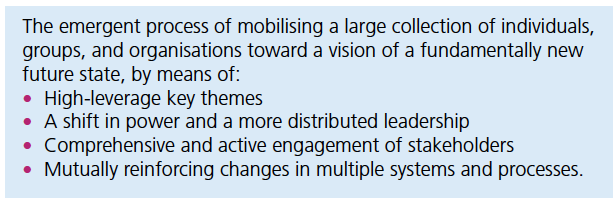 The emergent process of mobilising a large collection of individuals,
groups, and organisations toward a vision of a fundamentally new
future state, by means of:
• High-leverage key themes
• A shift in power and a more distributed leadership
• Comprehensive and active engagement of stakeholders
• Mutually reinforcing changes in multiple systems and processes.